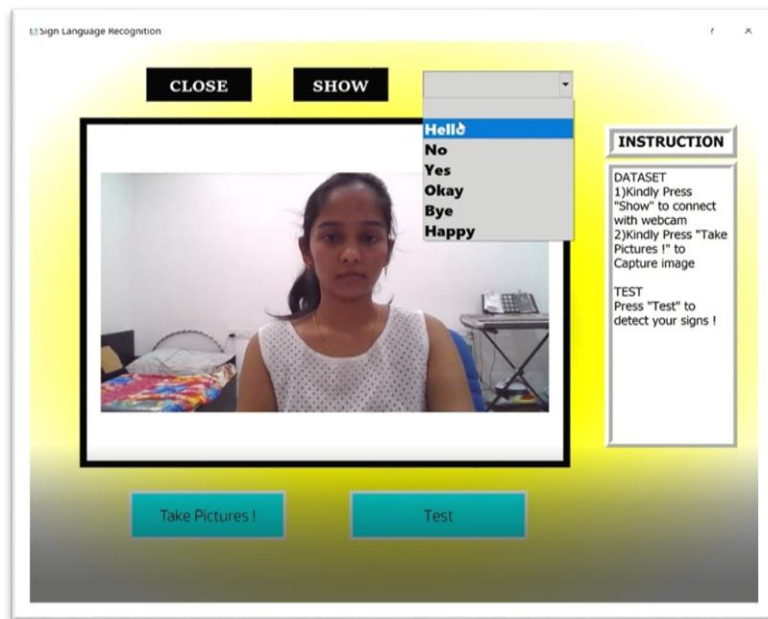 Sign Language Recognition
CLOSE
SHOW
Hello
No
Yes
Okay
Bye
Happy
INSTRUCTION
DATASET
1)Kindly Press
"Show" to connect
with webcam
2)Kindly Press "Take
Pictures !" to
Capture image
TEST
Press "Test" to
detect your signs !
Take Pictures !
Test